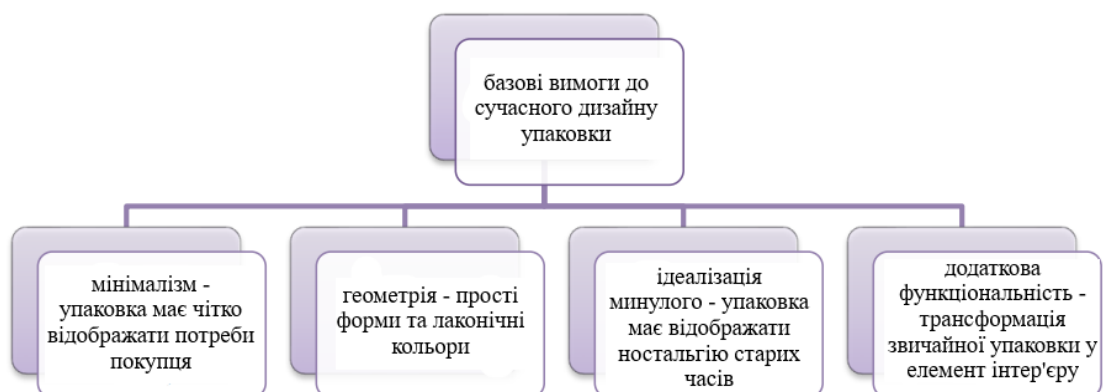 базові вимоги до
сучасного дизайну
упаковки
мінімалізм -
упаковка має чітко
відображати потреби
покупця
геометрія - прості
форми та лаконічні
кольори
ідеалізація
минулого - упаковка
має відображати
ностальгію старих
часів
додаткова
функціональність -
трансформація
звичайної упаковки у
елемент інтер'єру